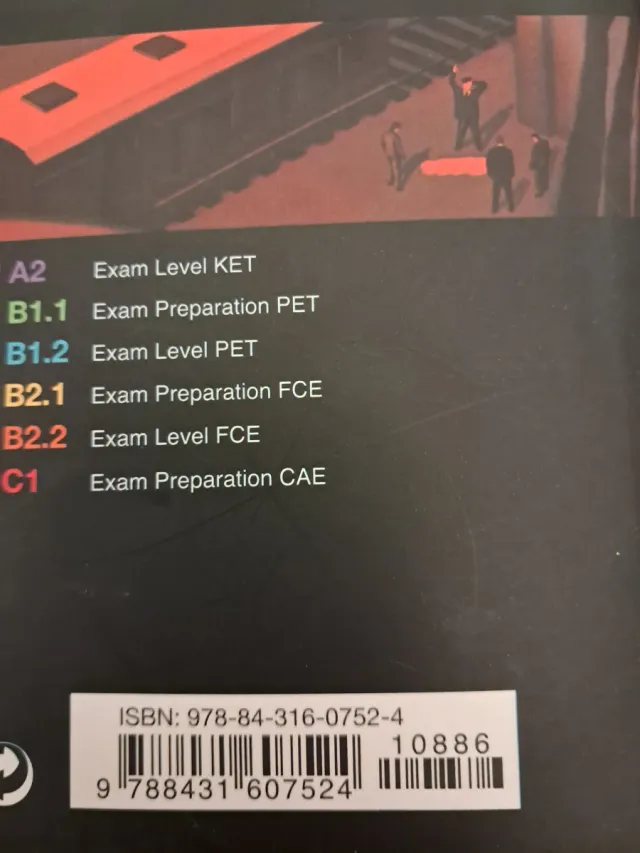 A2 Exam Level KET
B1.1 Exam Preparation PET
B1.2 Exam Level PET
B2.1 Exam Preparation FCE
B2.2 Exam Level FCE
C1 Exam Preparation CAE
ISBN: 978-84-316-0752-4
10886
9 788431 607524